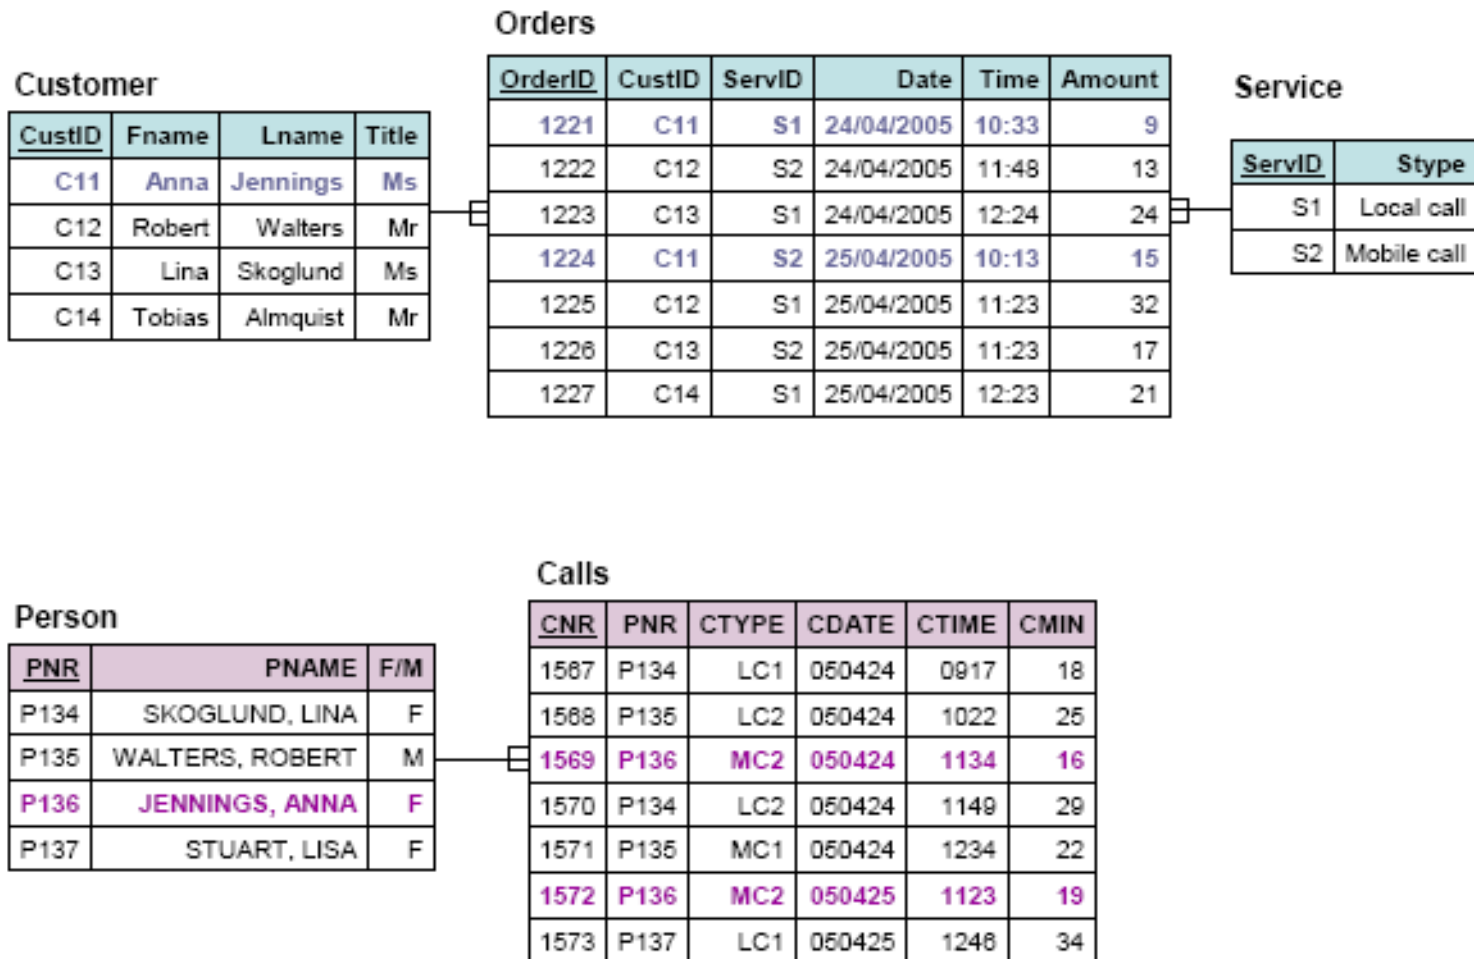 Orders
OrderID CustID ServID Date Time Amount
1221 C11 S1 24/04/2005 10:33 9
1222 C12 S2 24/04/2005 11:48 13
1223 C13 S1 24/04/2005 12:24 24
1224 C11 S2 25/04/2005 10:13 15
1225 C12 S1 25/04/2005 11:23 32
1226 C13 S2 25/04/2005 11:23 17
1227 C14 S1 25/04/2005 12:23 21
Customer
CustID Fname Lname Title
C11 Anna Jennings Ms
C12 Robert Walters Mr
C13 Lina Skoglund Ms
C14 Tobias Almquist Mr
Service
ServID Stype
S1 Local call
S2 Mobile call
Calls
CNR PNR CTYPE CDATE CTIME CMIN
1567 P134 LC1 050424 0917 18
1568 P135 LC2 050424 1022 25
1569 P136 MC2 050424 1134 16
1570 P134 LC2 050424 1149 29
1571 P135 MC1 050424 1234 22
1572 P136 MC2 050425 1123 19
1573 P137 LC1 050425 1246 34
Person
PNR PNAME F/M
P134 SKOGLUND, LINA F
P135 WALTERS, ROBERT M
P136 JENNINGS, ANNA F
P137 STUART, LISA F